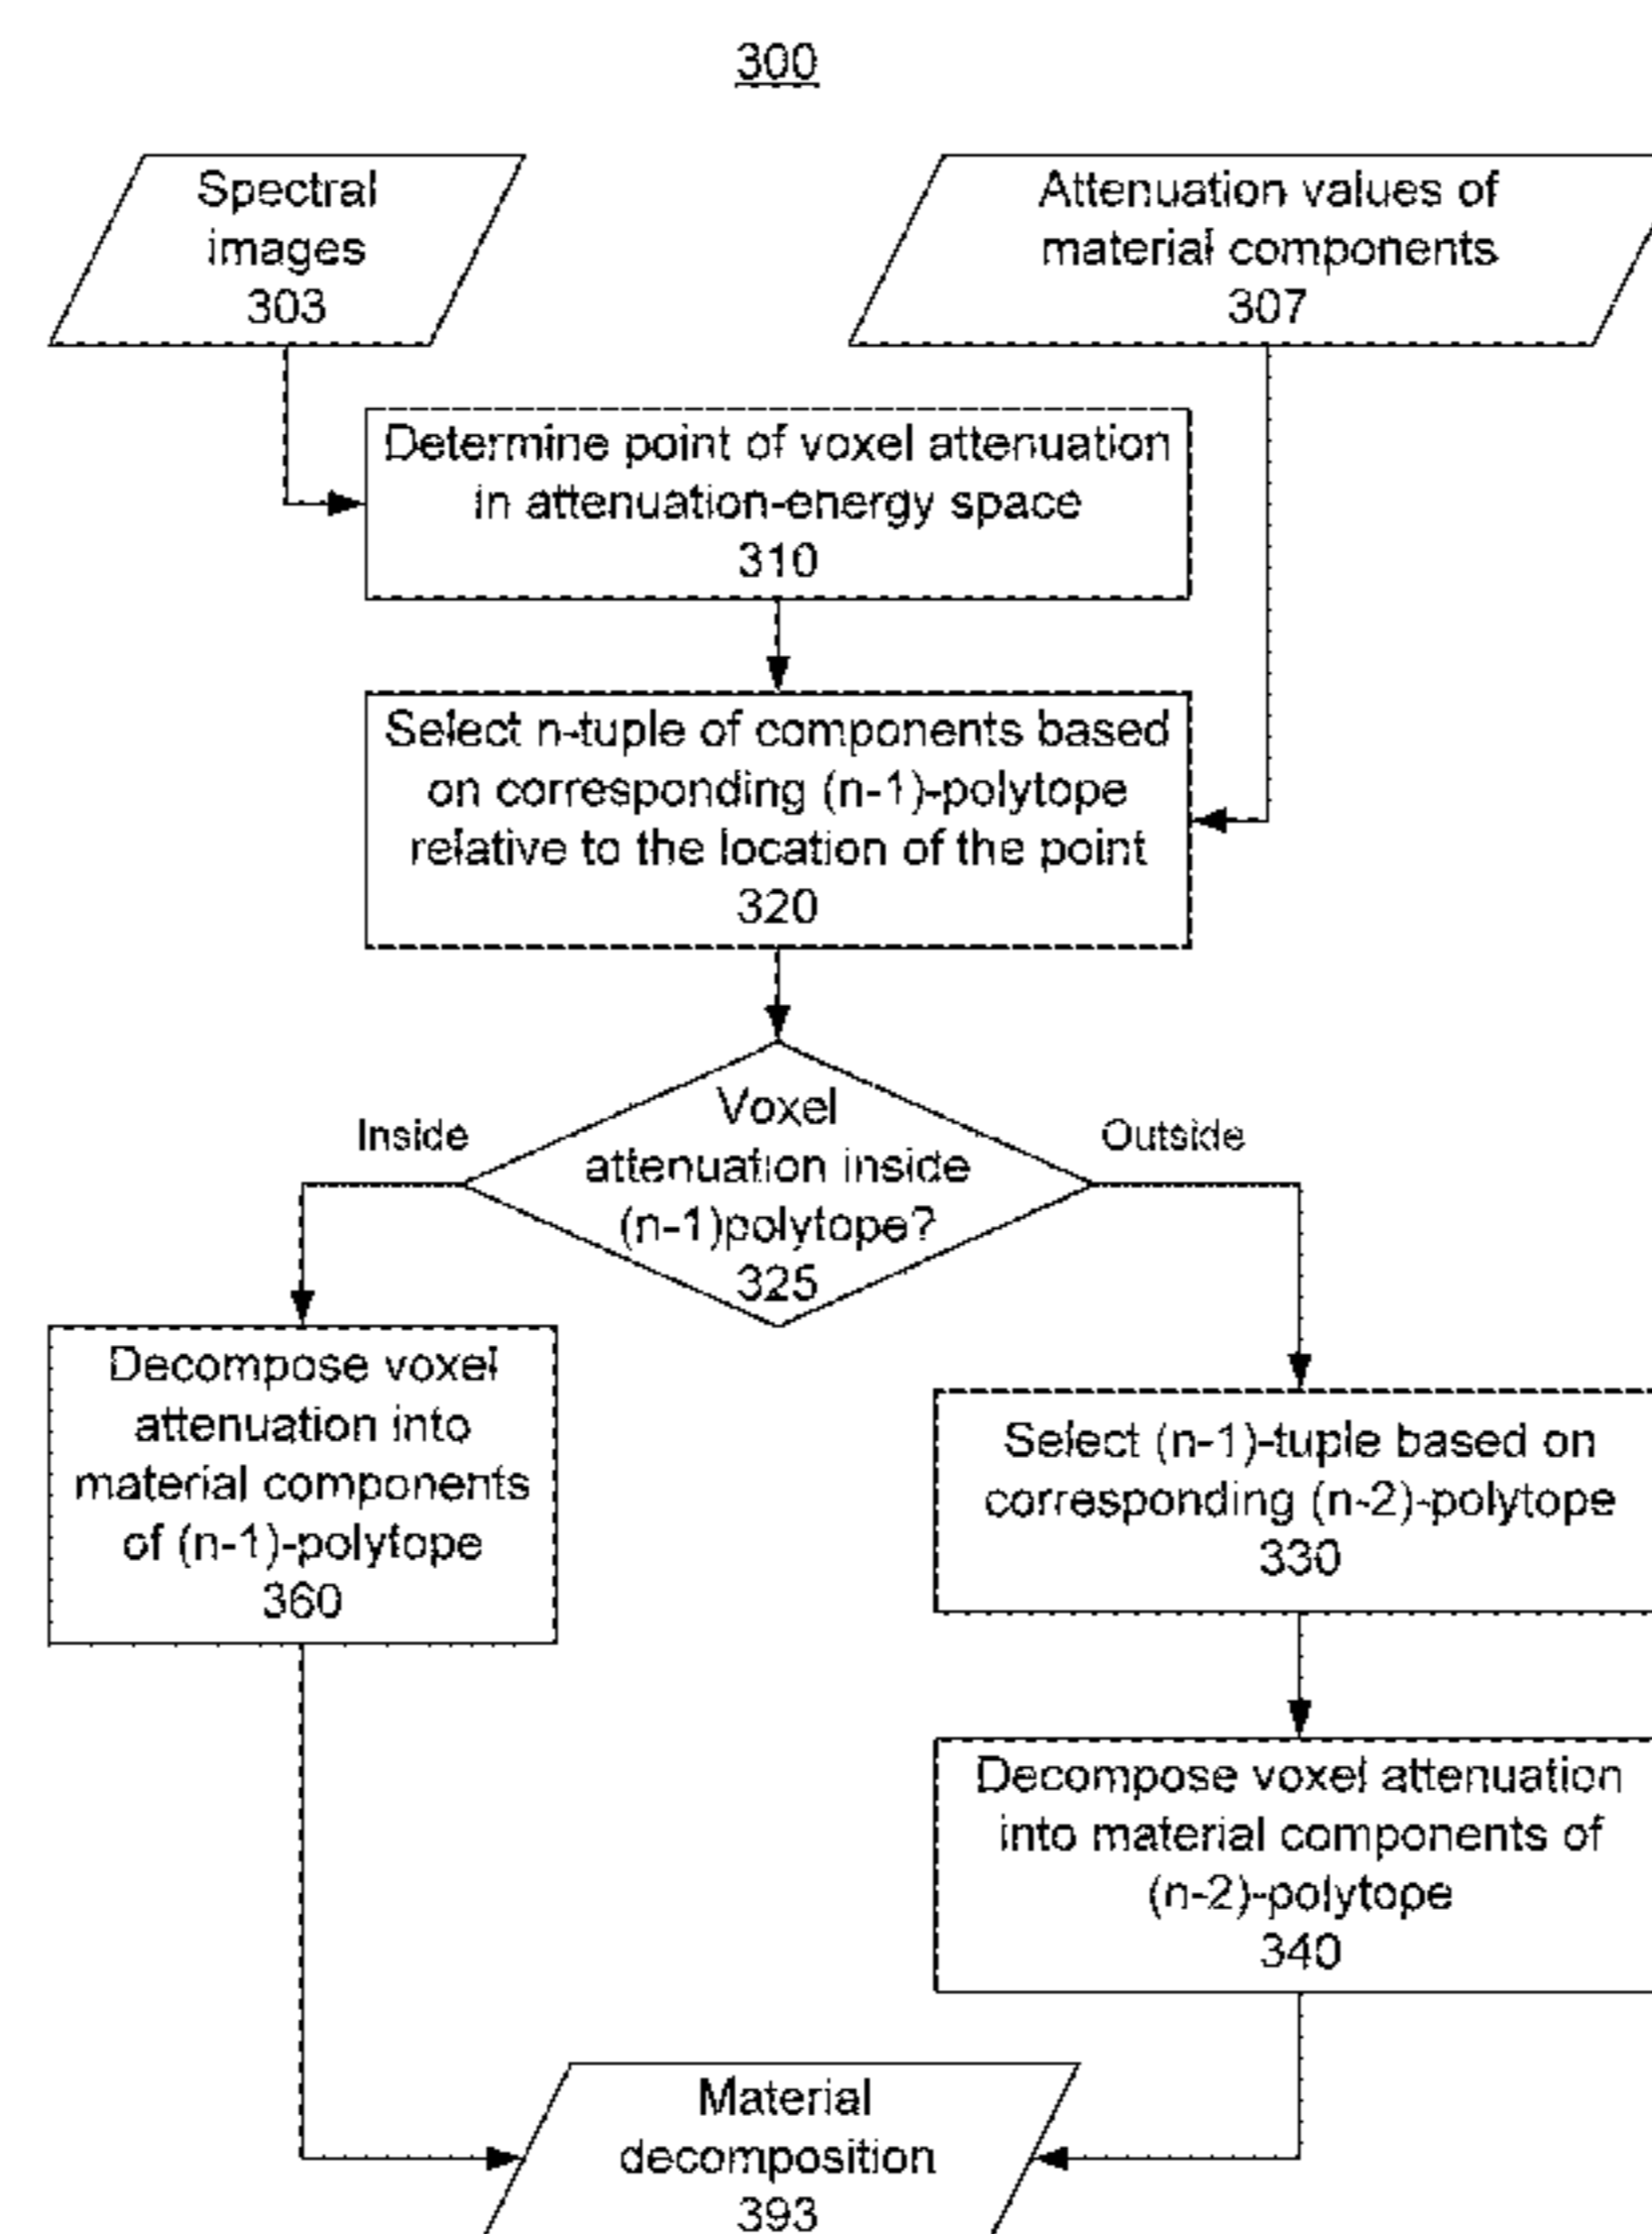 300
Spectral
images
303
Attenuation values of
material components
307
Determine point of voxel attenuation
in attenuation-energy space
310
Select n-tuple of components based
on corresponding (n-1)-polytope
relative to the location of the point
320
Voxel
attenuation inside
(n-1)polytope?
325
Inside
Outside
Decompose voxel
attenuation into
material components
of (n-1)-polytope
360
Select (n-1)-tuple based on
corresponding (n-2)-polytope
330
Decompose voxel attenuation
into material components of
(n-2)-polytope
340
Material
decomposition
393